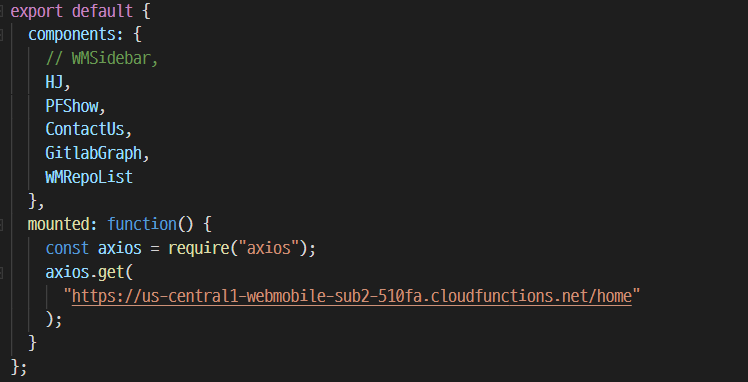 export default {
components: {
// WMSidebar,
HJ,
PFShow,
ContactUs,
GitlabGraph,
WMRepoList
},
mounted: function() {
const axios = require("axios");
axios.get(
"https://us-central1-webmobile-sub2-510fa.cloudfunctions.net/home"
);
}
};